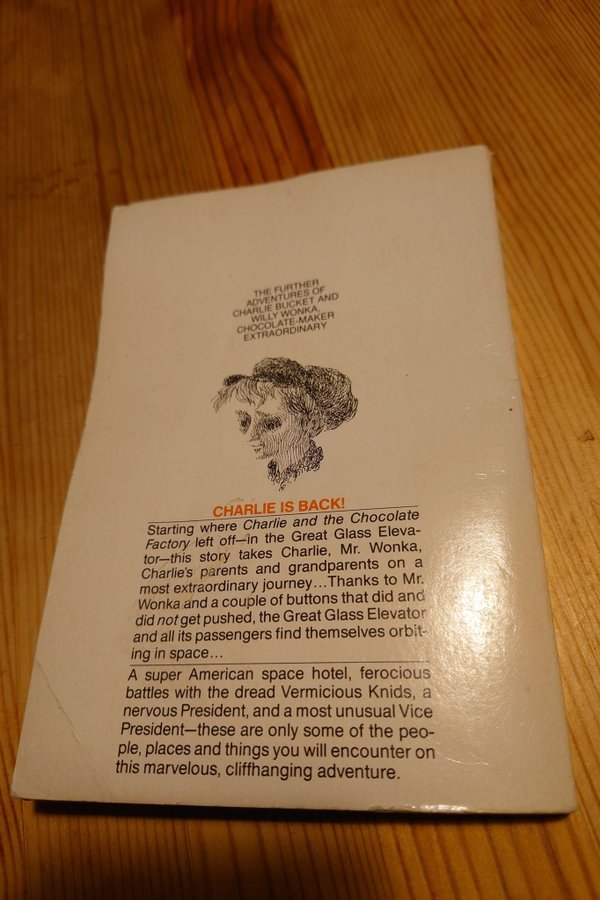 THE FURTHER
ADVENTURES OF
CHARLIE BUCKET AND
WILLY WONKA,
CHOCOLATE-MAKER
EXTRAORDINARY
CHARLIE IS BACK!
Starting where Charlie and the Chocolate
Factory left off—in the Great Glass Eleva-
tor—this story takes Charlie, Mr. Wonka,
Charlie's parents and grandparents on a
most extraordinary journey...Thanks to Mr.
Wonka and a couple of buttons that did and
did not get pushed, the Great Glass Elevator
and all its passengers find themselves orbit-
ing in space...
A super American space hotel, ferocious
battles with the dread Vermicious Knids, a
nervous President, and a most unusual Vice
President—these are only some of the peo-
ple, places and things you will encounter on
this marvelous, cliffhanging adventure.